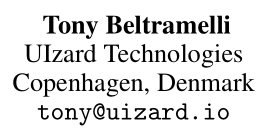 Tony Beltramelli
UIzard Technologies
Copenhagen, Denmark
tony@uizard.io